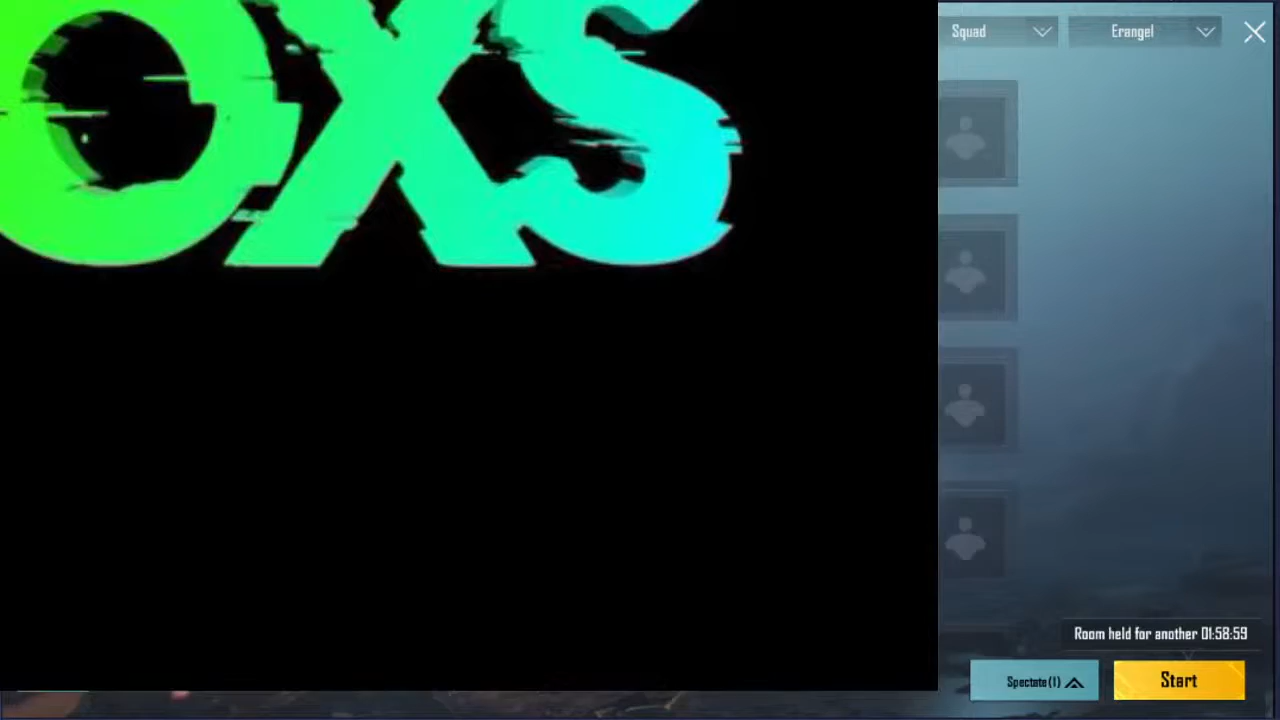 OXS
Squad
Erangel
Room held for another 01:58:59
Spectate(1)
Start